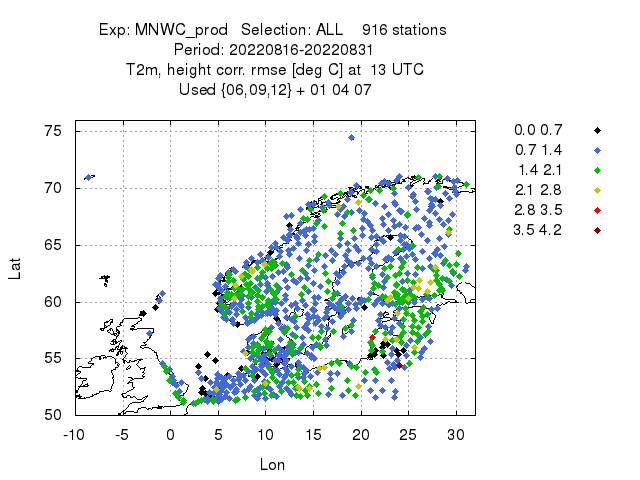 Exp: MNWC_prod Selection: ALL 916 stations
Period: 20220816-20220831
T2m, height corr. rmse [deg C] at 13 UTC
Used {06,09,12} + 01 04 07
0.0 0.7
0.7 1.4
1.4 2.1
2.1 2.8
2.8 3.5
3.5 4.2
75
70
65
60
55
50
Lat
-10 -5 0 5 10 15 20 25 30
Lon